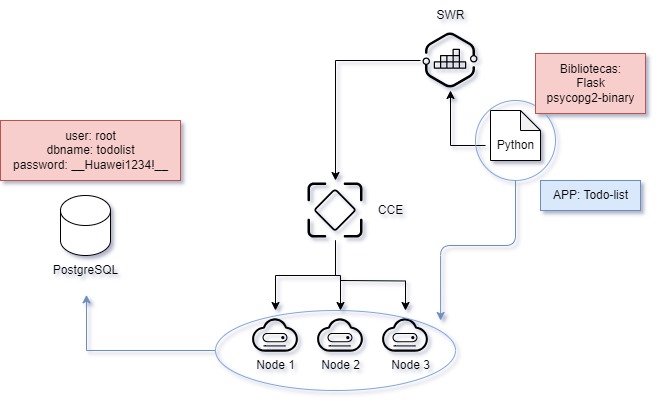 SWR
Bibliotecas:
Flask
psycopg2-binary
Python
user: root
dbname: todolist
password: __Huawei1234!__
APP: Todo-list
CCE
PostgreSQL
Node 1
Node 2
Node 3